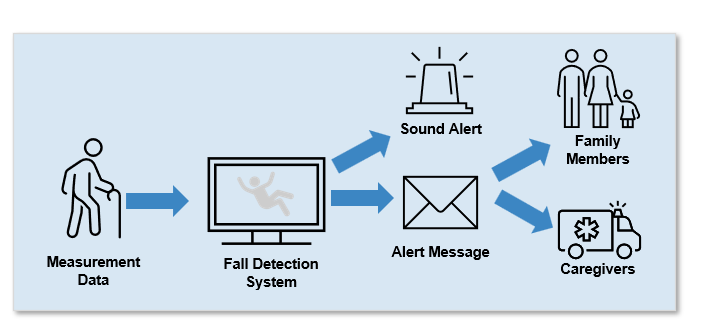 Measurement
Data
Fall Detection
System
Sound Alert
Alert Message
Family
Members
Caregivers